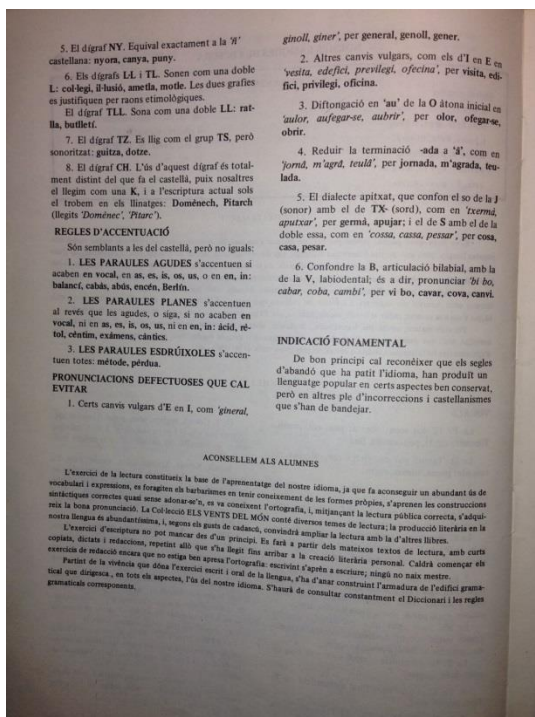 5. El dígraf NY. Equival exactament a la 'ñ'
castellana: nyora, canya, puny.
6. Els dígrafs L·L i TL. Sonen com una doble
L: col·legi, il·lusió, ametla, motle. Les dues grafies
es justifiquen per raons etimològiques.
El dígraf TLL. Sona com una doble LL: rat-
lla, butlletí.
7. El dígraf TZ. Es llig com el grup TS, però
sonoritzat: guitza, dotze.
8. El dígraf CH. L'ús d'aquest dígraf és total-
ment distint del que fa el castellà, puix nosaltres
el llegim com una K, i a l'escriptura actual sols
el trobem en els llinatges: Doménech, Pitarch
(llegits 'Doménec', 'Pitarc').
REGLES D'ACCENTUACIÓ
Són semblants a les del castellà, però no iguals:
1. LES PARAULES AGUDES s'accentuen si
acaben en vocal, en as, es, is, os, us, o en en, in:
balancí, cabàs, abús, encén, Berlín.
2. LES PARAULES PLANES s'accentuen
al revés que les agudes, o siga, si no acaben en
vocal, ni en as, es, is, os, us, ni en en, in: àcid, rè-
tol, cèntim, exàmens, càntics.
3. LES PARAULES ESDRÚIXOLES s'accen-
tuen totes: mètode, pèrdua.
PRONUNCIACIONS DEFECTUOSES QUE CAL
EVITAR
1. Certs canvis vulgars d'E en I, com 'gineral,
ginoll, giner', per general, genoll, gener.
2. Altres canvis vulgars, com els d'I en E en
'vesita, edefici, previlegi, ofecina', per visita, edi-
fici, privilegi, oficina.
3. Diftongació en 'au' de la O àtona inicial en
'aulor, aufegar-se, aubrir', per olor, ofegar-se,
obrir.
4. Reduir la terminació -ada a 'á', com en
'jorná, m'agrá, teulá', per jornada, m'agrada, teu-
lada.
5. El dialecte apitxat, que confon el so de la J
(sonor) amb el de TX- (sord), com en 'txermá,
aputxar', per germà, apujar; i el de S amb el de la
doble essa, com en 'cossa, cassa, pessar', per cosa,
casa, pesar.
6. Confondre la B, articulació bilabial, amb la
de la V, labiodental; és a dir, pronunciar 'bi bo,
cabar, coba, cambi', per vi bo, cavar, cova, canvi.
INDICACIÓ FONAMENTAL
De bon principi cal reconéixer que els segles
d'abandó que ha patit l'idioma, han produït un
llenguatge popular en certs aspectes ben conservat,
però en altres ple d'incorreccions i castellanismes
que s'han de bandejar.
ACONSELLEM ALS ALUMNES
L'exercici de la lectura constitueix la base de l'aprenentatge del nostre idioma, ja que fa aconseguir un abundant ús de
vocabulari i expressions, es foragiten els barbarismes en tenir coneixement de les formes pròpies, s'aprenen les construccions
sintàctiques correctes quasi sense adonar-se'n, es va coneixent l'ortografia, i, mitjançant la lectura pública correcta, s'adqui-
reix la bona pronunciació. La Col·lecció ELS VENTS DEL MÓN conté diversos temes de lectura; la producció literària en la
nostra llengua és abundantíssima, i, segons els gusts de cadascú, convindrà ampliar la lectura amb la d'altres llibres.
L'exercici d'escriptura no pot mancar des d'un principi. Es farà a partir dels mateixos textos de lectura, amb curts
copiats, dictats i redaccions, repetint allò que s'ha llegit fins arribar a la creació literària personal. Caldrà començar els
exercicis de redacció encara que no estiga ben apresa l'ortografia: escrivint s'aprén a escriure; ningú no naix mestre.
Partint de la vivència que dóna l'exercici escrit i oral de la llengua, s'ha d'anar construint l'armadura de l'edifici grama-
tical que dirigesca, en tots els aspectes, l'ús del nostre idioma. S'haurà de consultar constantment el Diccionari i les regles
gramaticals corresponents.